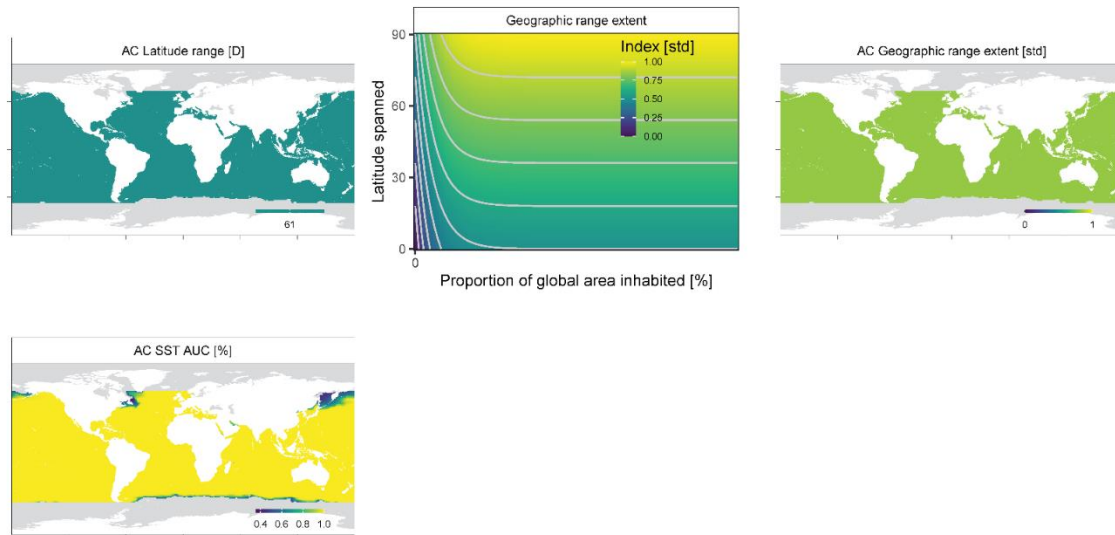 AC Latitude range [D]
61
Geographic range extent
Index [std]
1.00
0.75
0.50
0.25
0.00
90
60
30
0
Latitude spanned
0
Proportion of global area inhabited [%]
AC Geographic range extent [std]
0 1
AC SST AUC [%]
0.4 0.6 0.8 1.0